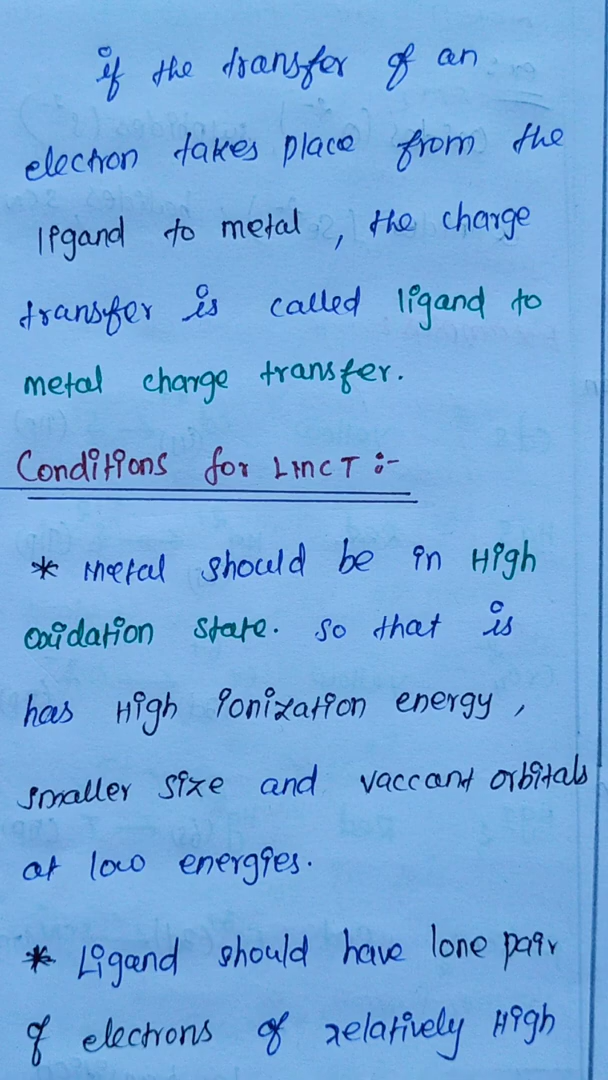 if the transfer of an
electron takes place from the
ligand to metal, the charge
transfer is called ligand to
metal charge transfer.
Conditions for LMCT :-
* Metal should be in High
oxidation state. so that is
has High ionization energy,
smaller size and vaccant orbitals
at low energies.
* Ligand should have lone pair
of electrons of relatively High